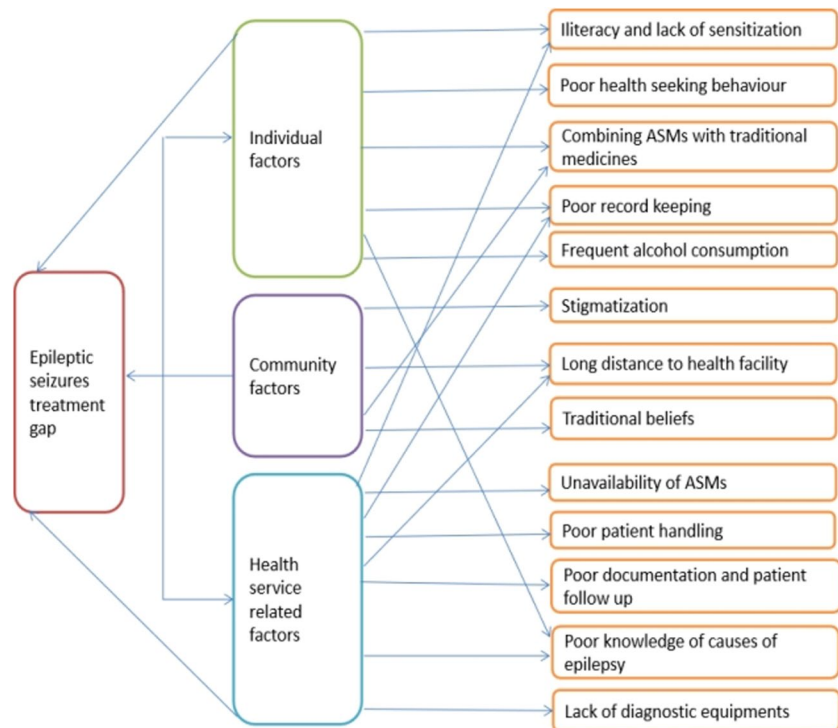 Epileptic
seizures
treatment
gap
Individual
factors
Community
factors
Health
service
related
factors
Iliteracy and lack of sensitization
Poor health seeking behaviour
Combining ASMs with traditional
medicines
Poor record keeping
Frequent alcohol consumption
Stigmatization
Long distance to health facility
Traditional beliefs
Unavailability of ASMs
Poor patient handling
Poor documentation and patient
follow up
Poor knowledge of causes of
epilepsy
Lack of diagnostic equipments